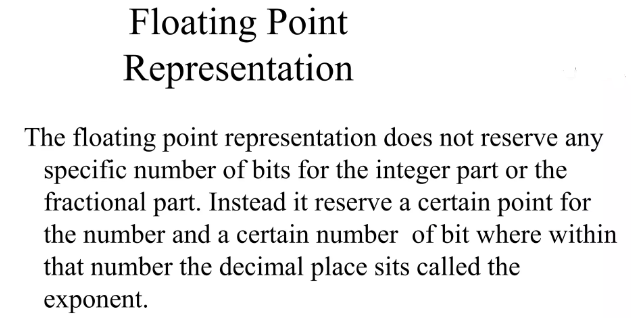 Floating Point
Representation
The floating point representation does not reserve any
specific number of bits for the integer part or the
fractional part. Instead it reserve a certain point for
the number and a certain number of bit where within
that number the decimal place sits called the
exponent.